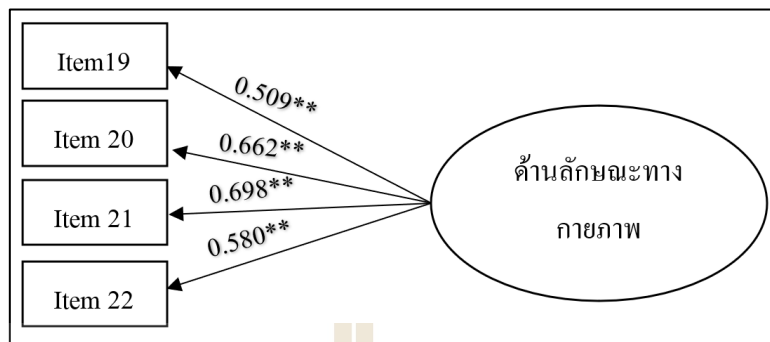 Item19
0.509**
Item 20
0.662**
Item 21
0.698**
Item 22
0.580**
ด้านลักษณะทาง
กายภาพ